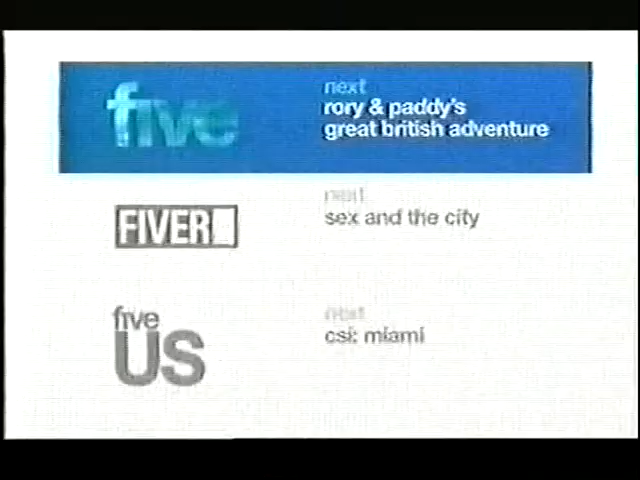 five
next
rory & paddy's
great british adventure
FIVER
next
sex and the city
five
US
next
csi: miami